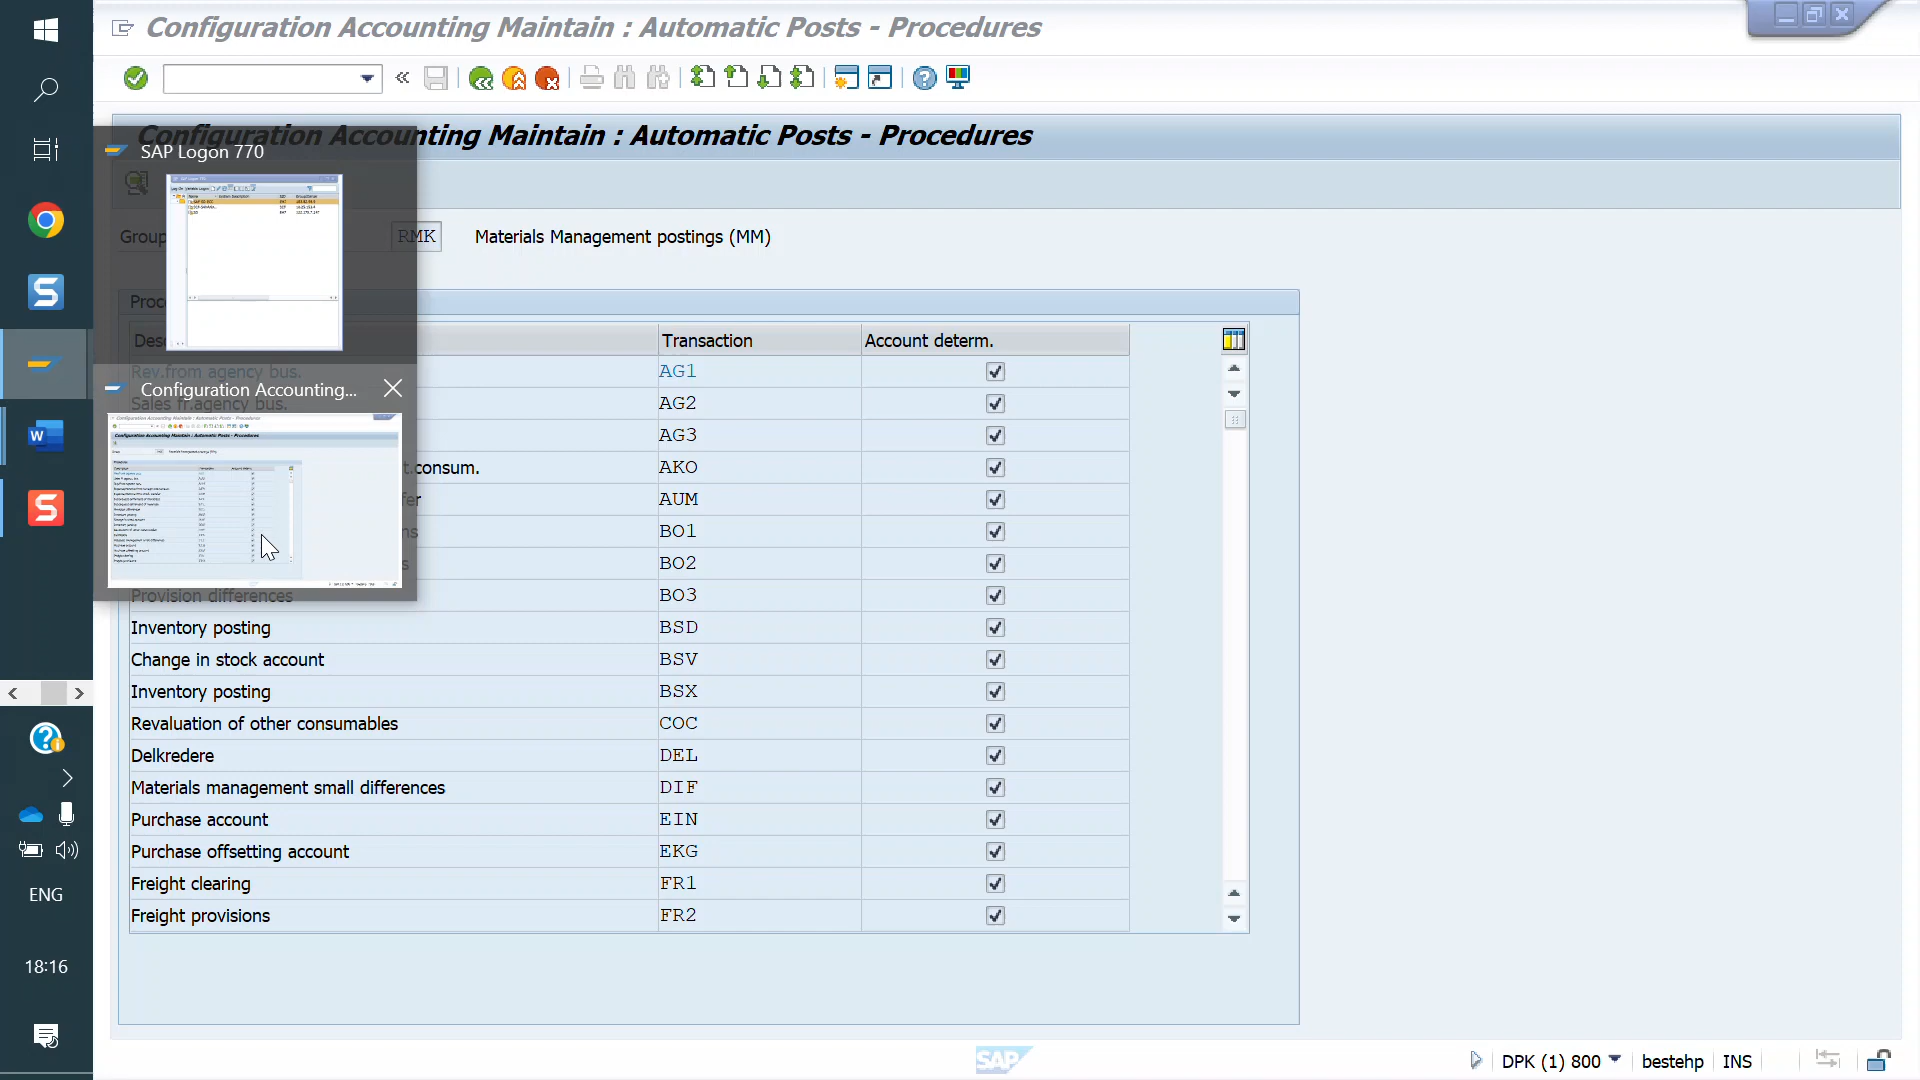 Configuration Accounting Maintain : Automatic Posts - Procedures
Configuration Accounting Maintain : Automatic Posts - Procedures
SAP Logon 770
Group
RMK
Materials Management postings (MM)
Proc
Desc
Transaction
Account determ.
Rev.from agency bus.
AG1
Configuration Accounting...
Sales fr.agency bus.
AG2
AG3
t.consum.
AKO
fer
AUM
ns
BO1
s
BO2
Provision differences
BO3
Inventory posting
BSD
Change in stock account
BSV
Inventory posting
BSX
Revaluation of other consumables
COC
Delkredere
DEL
Materials management small differences
DIF
Purchase account
EIN
Purchase offsetting account
EKG
Freight clearing
FR1
Freight provisions
FR2
ENG
18:16
SAP
DPK (1) 800
bestehp
INS